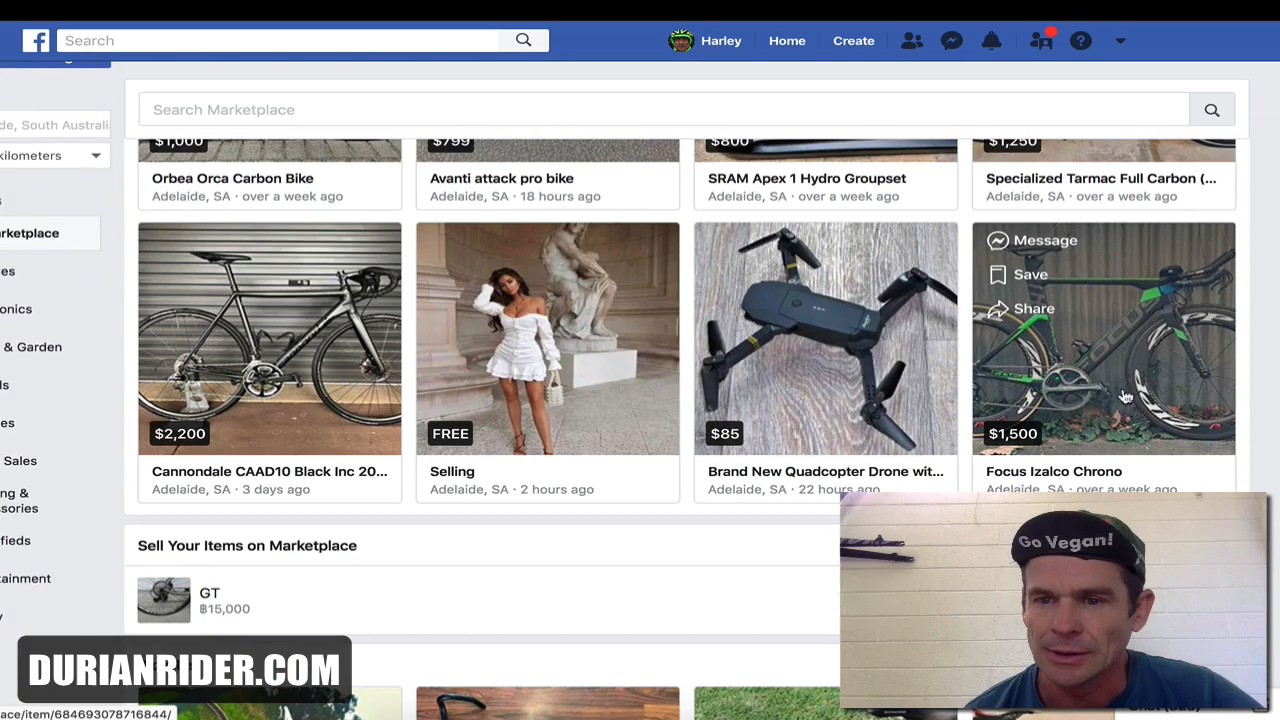 Search
Harley
Home
Create
de, South Australi
Search Marketplace
kilometers
$1,000
$799
$800
$1,250
Orbea Orca Carbon Bike
Adelaide, SA · over a week ago
Avanti attack pro bike
Adelaide, SA · 18 hours ago
SRAM Apex 1 Hydro Groupset
Adelaide, SA · over a week ago
Specialized Tarmac Full Carbon (...
Adelaide, SA · over a week ago
rketplace
es
onics
& Garden
ds
es
Sales
ng &
ssories
fieds
tainment
y
Message
Save
Share
FOCUS
$2,200
FREE
$85
$1,500
Cannondale CAAD10 Black Inc 20...
Adelaide, SA · 3 days ago
Selling
Adelaide, SA · 2 hours ago
Brand New Quadcopter Drone wit...
Adelaide, SA · 22 hours ago
Focus Izalco Chrono
Adelaide, SA · over a week ago
Sell Your Items on Marketplace
GT
฿15,000
Go Vegan!
DURIANRIDER.COM
ace/item/684693078716844/